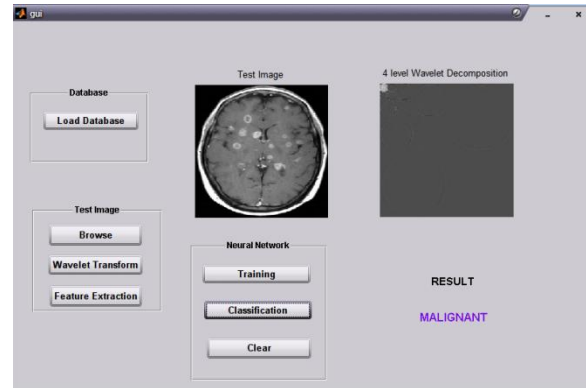 gui
Database
Load Database
Test Image
Browse
Wavelet Transform
Feature Extraction
Test Image
4 level Wavelet Decomposition
Neural Network
Training
Classification
Clear
RESULT
MALIGNANT